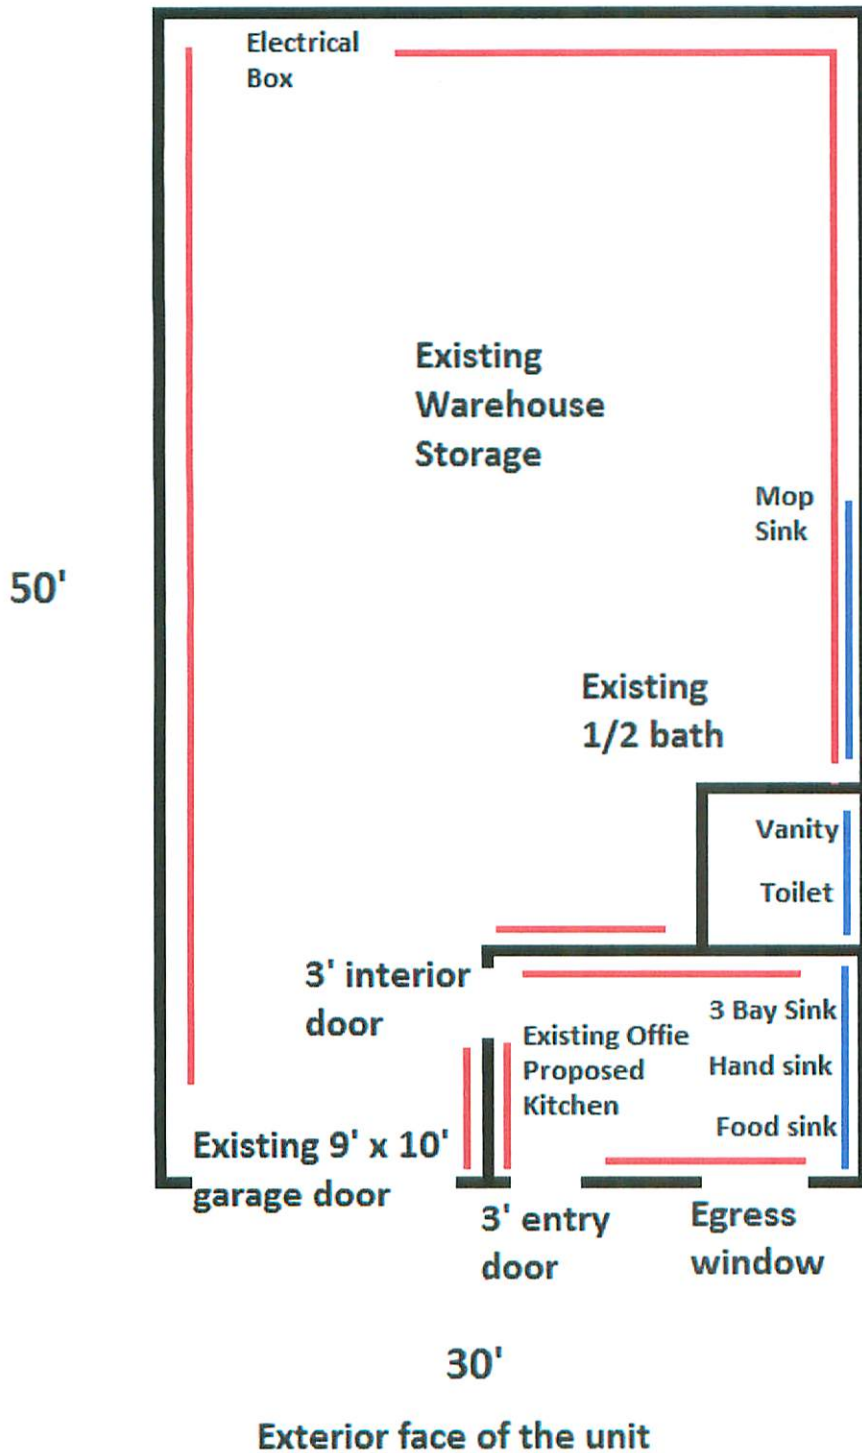 Electrical
Box
Existing
Warehouse
Storage
Mop
Sink
50'
Existing
1/2 bath
Vanity
Toilet
3' interior
door
3 Bay Sink
Existing Offie
Proposed
Kitchen
Hand sink
Food sink
Existing 9' x 10'
garage door
3' entry
door
Egress
window
30'
Exterior face of the unit